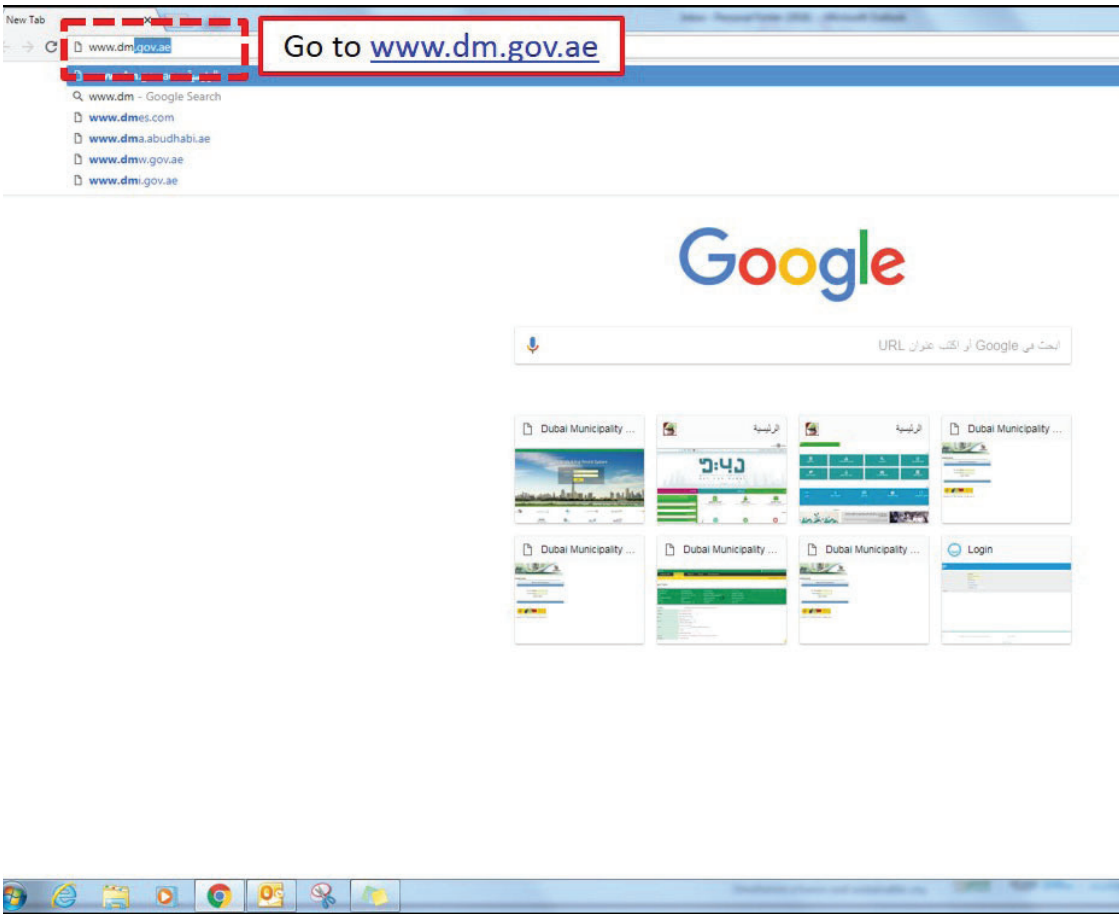 New Tab
www.dm.gov.ae
Go to www.dm.gov.ae
www.dm - Google Search
www.dmes.com
www.dma.abudhabi.ae
www.dmw.gov.ae
www.dmi.gov.ae
Google
ابحث في Google أو اكتب عنوان URL
Dubai Municipality ...
الرئيسية
الرئيسية
Dubai Municipality ...
Dubai Municipality ...
Dubai Municipality ...
Dubai Municipality ...
Login